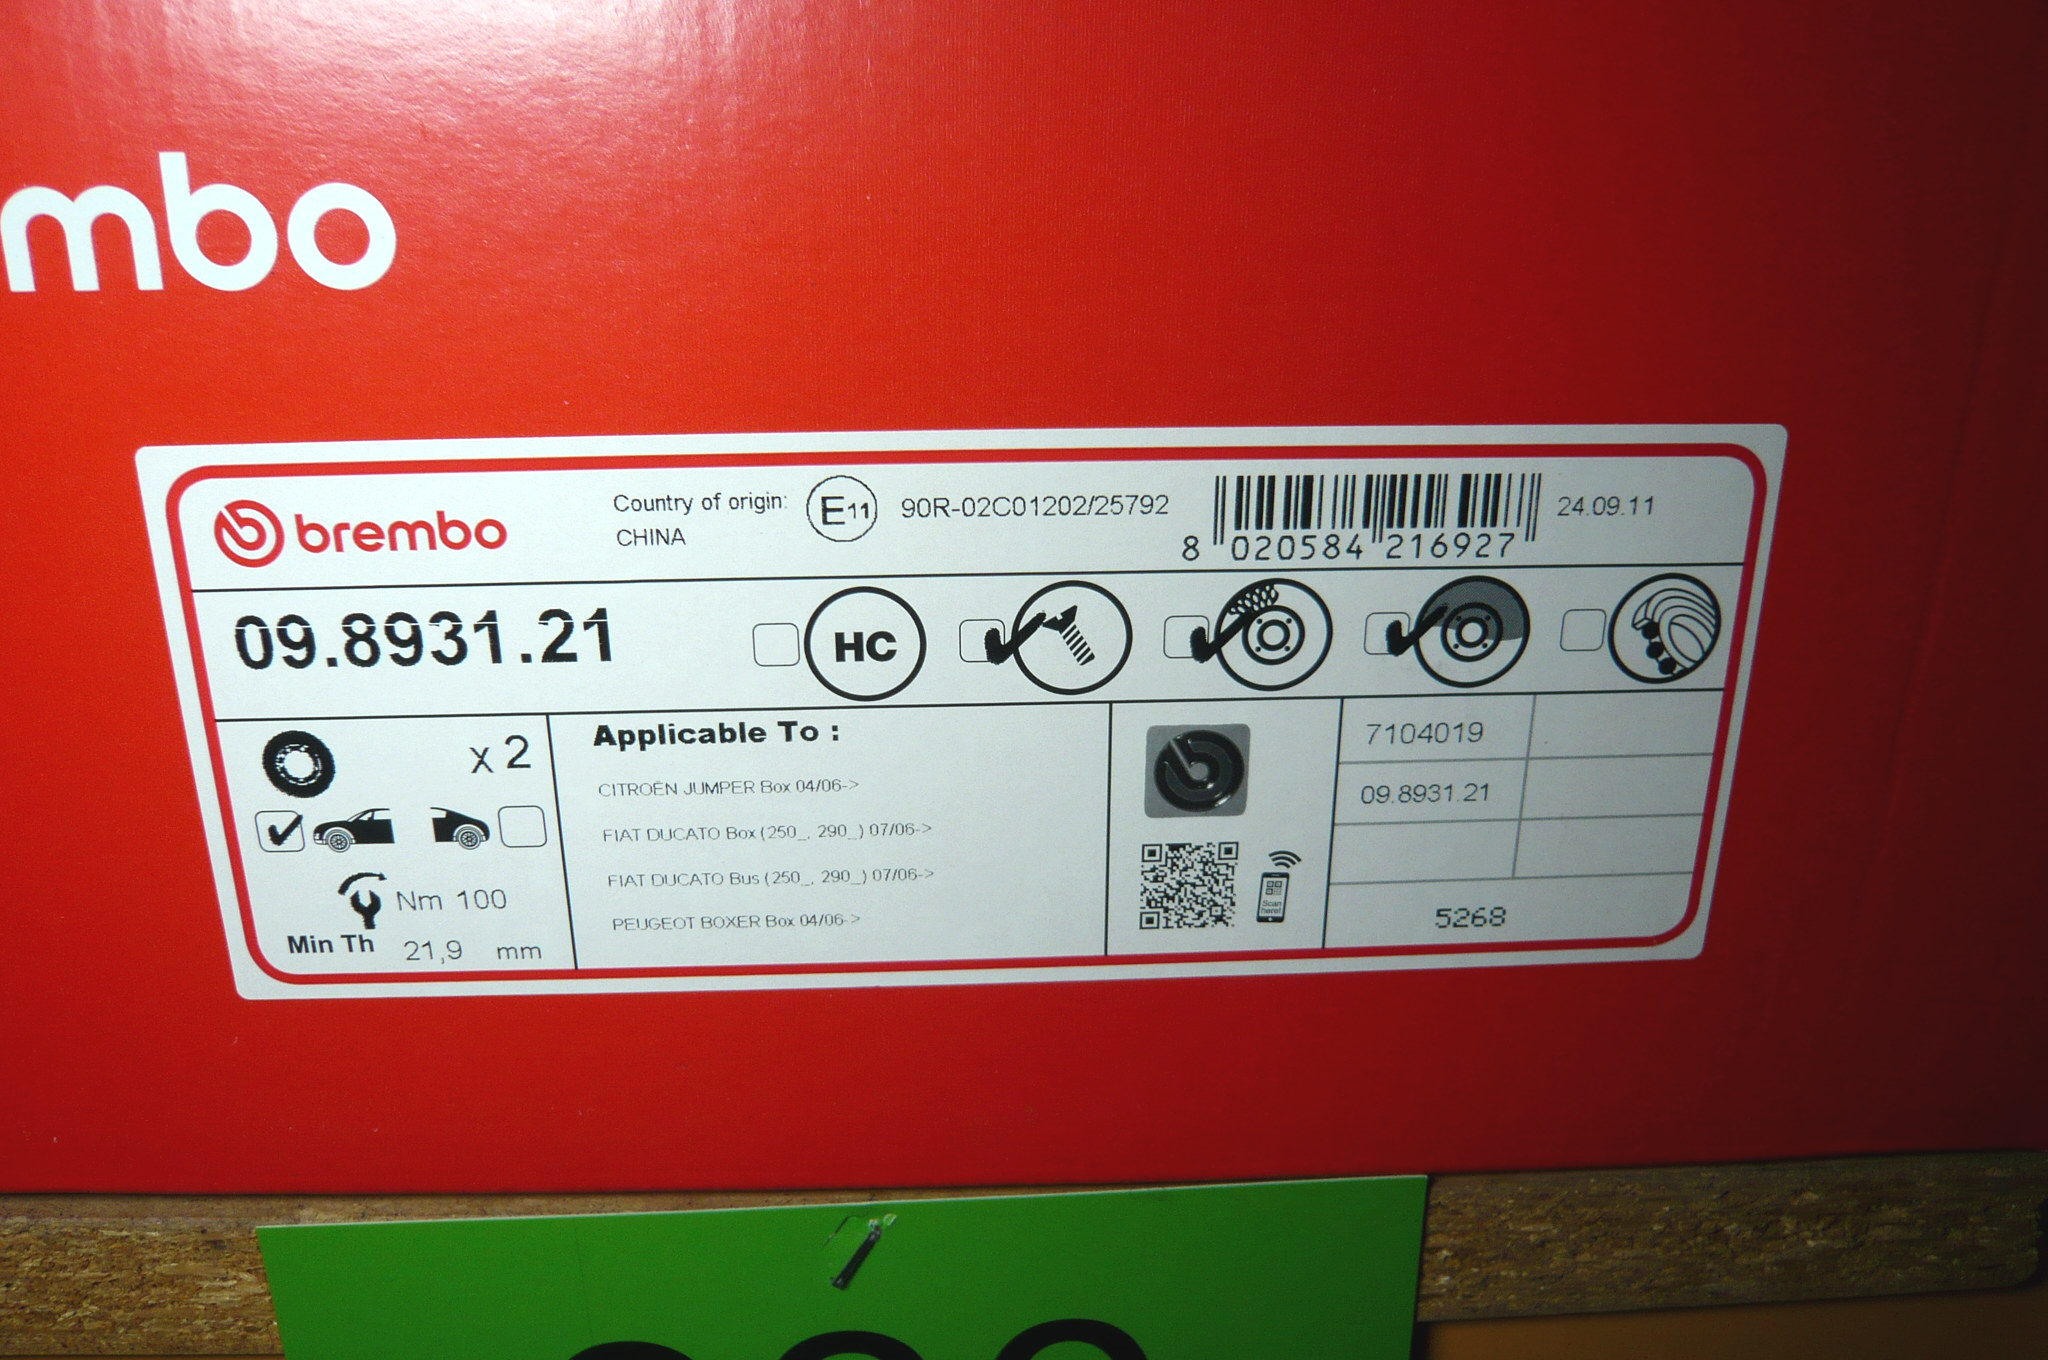 mbo
brembo
Country of origin:
CHINA
E11
90R-02C01202/25792
8 020584 216927
24.09.11
09.8931.21
HC
x 2
Nm 100
Min Th 21,9 mm
Applicable To :
CITROËN JUMPER Box 04/06->
FIAT DUCATO Box (250_, 290_) 07/06->
FIAT DUCATO Bus (250_, 290_) 07/06->
PEUGEOT BOXER Box 04/06->
Scan
here!
7104019
09.8931.21
5268